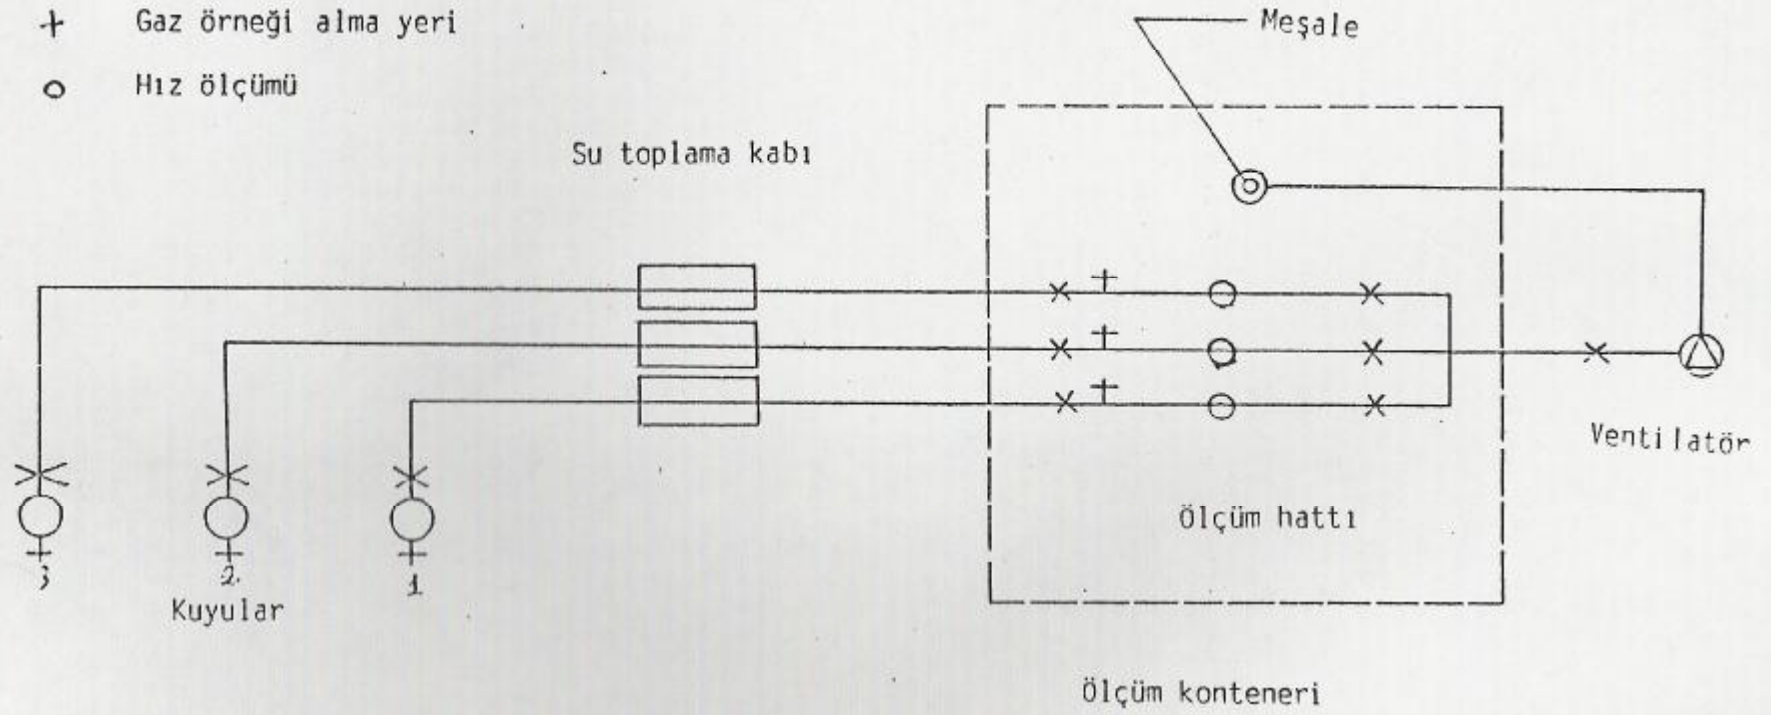 + Gaz örneği alma yeri
o Hız ölçümü
Meşale
Su toplama kabı
Ventilatör
Ölçüm hattı
3 2 1
Kuyular
Ölçüm konteneri